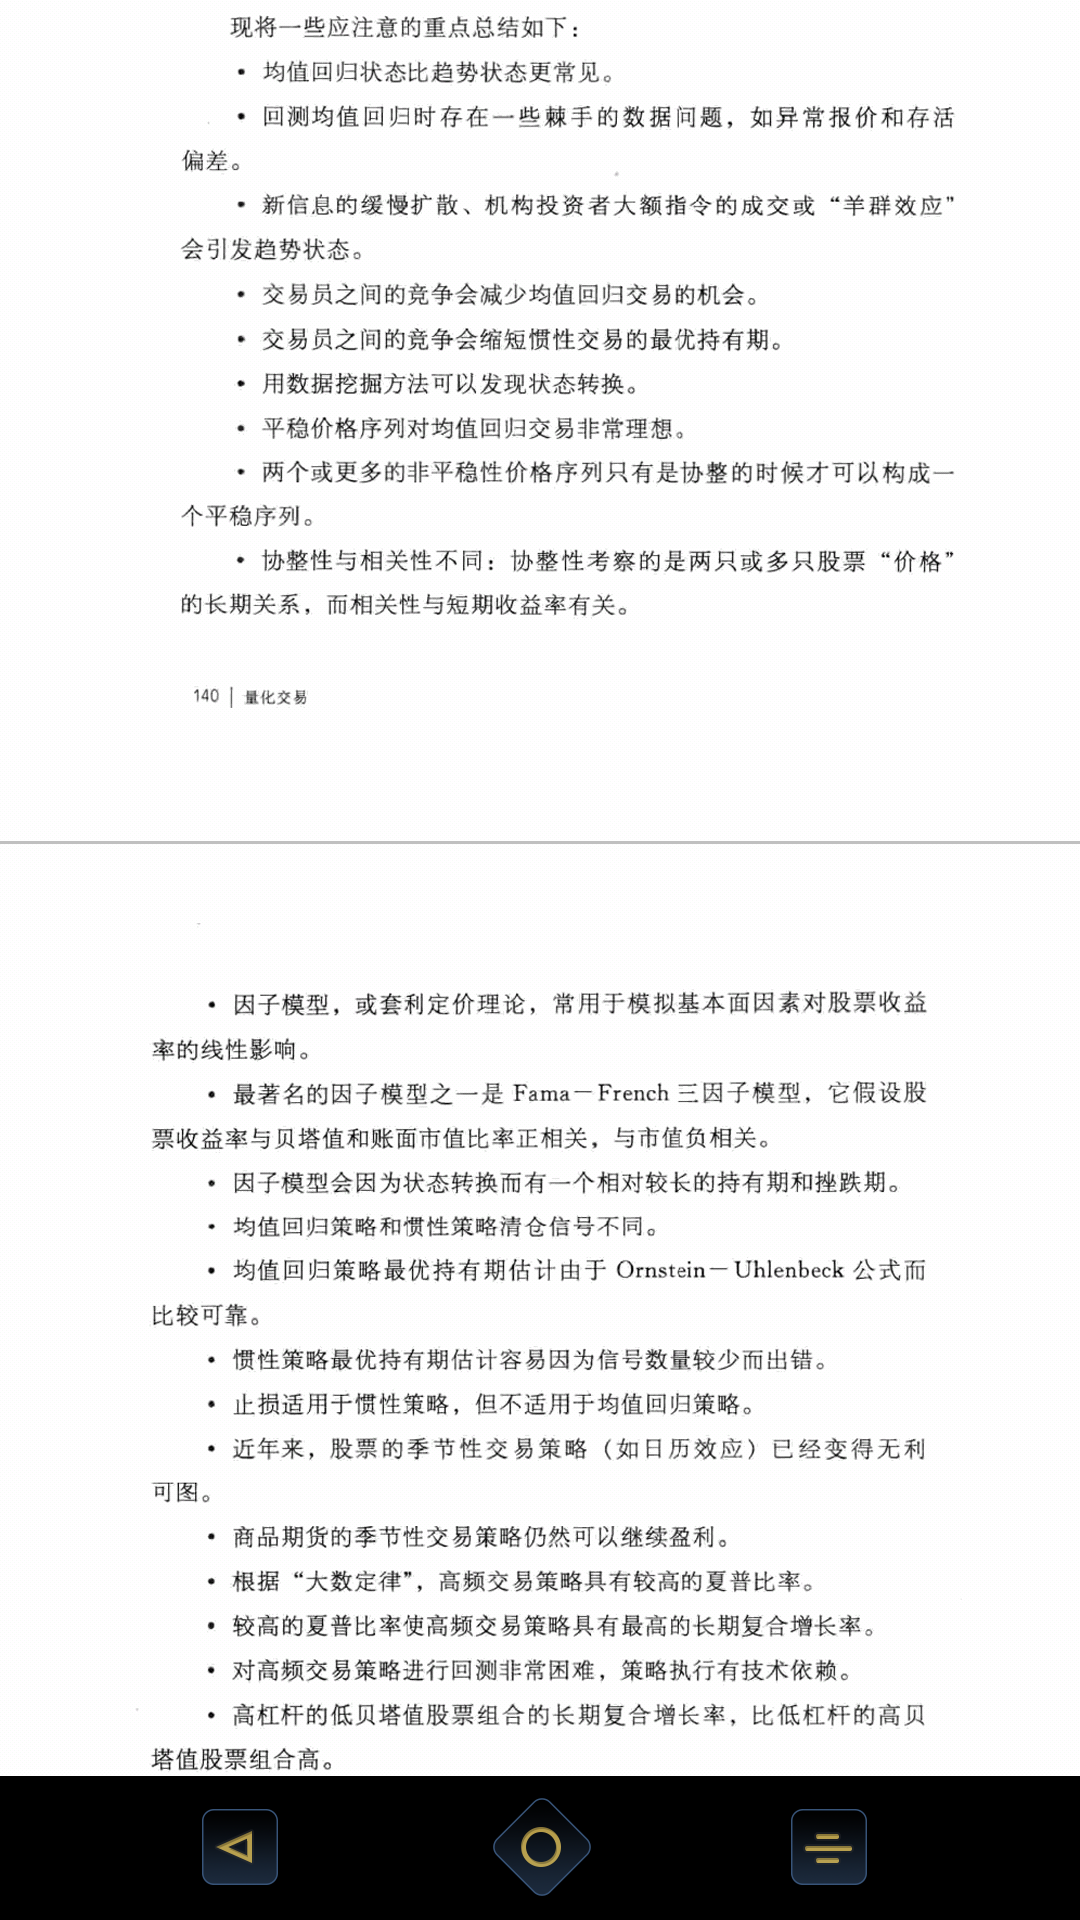 现将一些应注意的重点总结如下：
• 均值回归状态比趋势状态更常见。
• 回测均值回归时存在一些棘手的数据问题，如异常报价和存活
偏差。
• 新信息的缓慢扩散、机构投资者大额指令的成交或“羊群效应”
会引发趋势状态。
• 交易员之间的竞争会减少均值回归交易的机会。
• 交易员之间的竞争会缩短惯性交易的最优持有期。
• 用数据挖掘方法可以发现状态转换。
• 平稳价格序列对均值回归交易非常理想。
• 两个或更多的非平稳性价格序列只有是协整的时候才可以构成一
个平稳序列。
• 协整性与相关性不同：协整性考察的是两只或多只股票“价格”
的长期关系，而相关性与短期收益率有关。
140 | 量化交易
• 因子模型，或套利定价理论，常用于模拟基本面因素对股票收益
率的线性影响。
• 最著名的因子模型之一是 Fama－French 三因子模型，它假设股
票收益率与贝塔值和账面市值比率正相关，与市值负相关。
• 因子模型会因为状态转换而有一个相对较长的持有期和挫跌期。
• 均值回归策略和惯性策略清仓信号不同。
• 均值回归策略最优持有期估计由于 Ornstein－Uhlenbeck 公式而
比较可靠。
• 惯性策略最优持有期估计容易因为信号数量较少而出错。
• 止损适用于惯性策略，但不适用于均值回归策略。
• 近年来，股票的季节性交易策略（如日历效应）已经变得无利
可图。
• 商品期货的季节性交易策略仍然可以继续盈利。
• 根据“大数定律”，高频交易策略具有较高的夏普比率。
• 较高的夏普比率使高频交易策略具有最高的长期复合增长率。
• 对高频交易策略进行回测非常困难，策略执行有技术依赖。
• 高杠杆的低贝塔值股票组合的长期复合增长率，比低杠杆的高贝
塔值股票组合高。